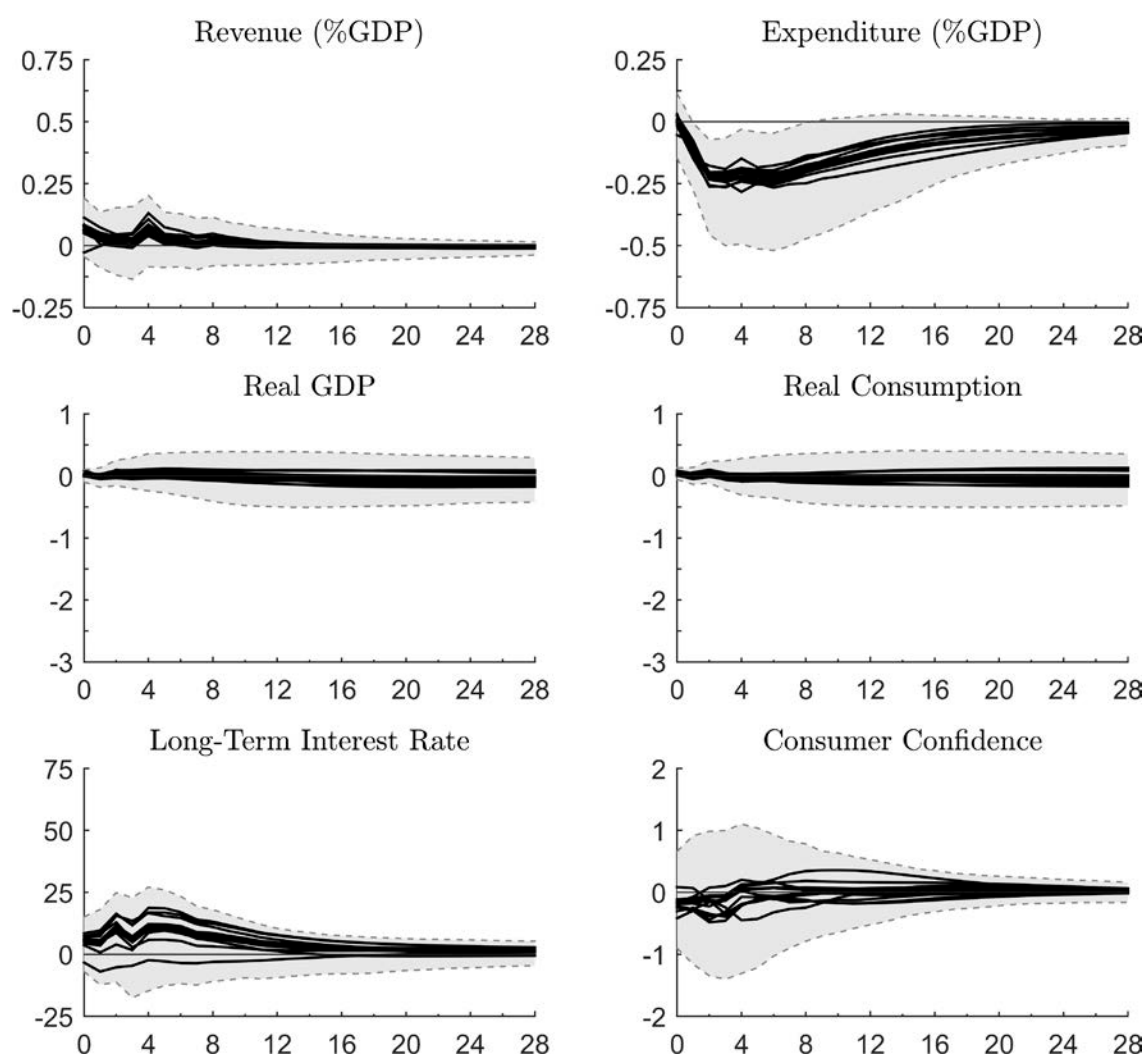 Revenue (%GDP)
0.75
0.5
0.25
0
-0.25
0 4 8 12 16 20 24 28
Expenditure (%GDP)
0.25
0
-0.25
-0.5
-0.75
0 4 8 12 16 20 24 28
Real GDP
1
0
-1
-2
-3
0 4 8 12 16 20 24 28
Real Consumption
1
0
-1
-2
-3
0 4 8 12 16 20 24 28
Long-Term Interest Rate
75
50
25
0
-25
0 4 8 12 16 20 24 28
Consumer Confidence
2
1
0
-1
-2
0 4 8 12 16 20 24 28